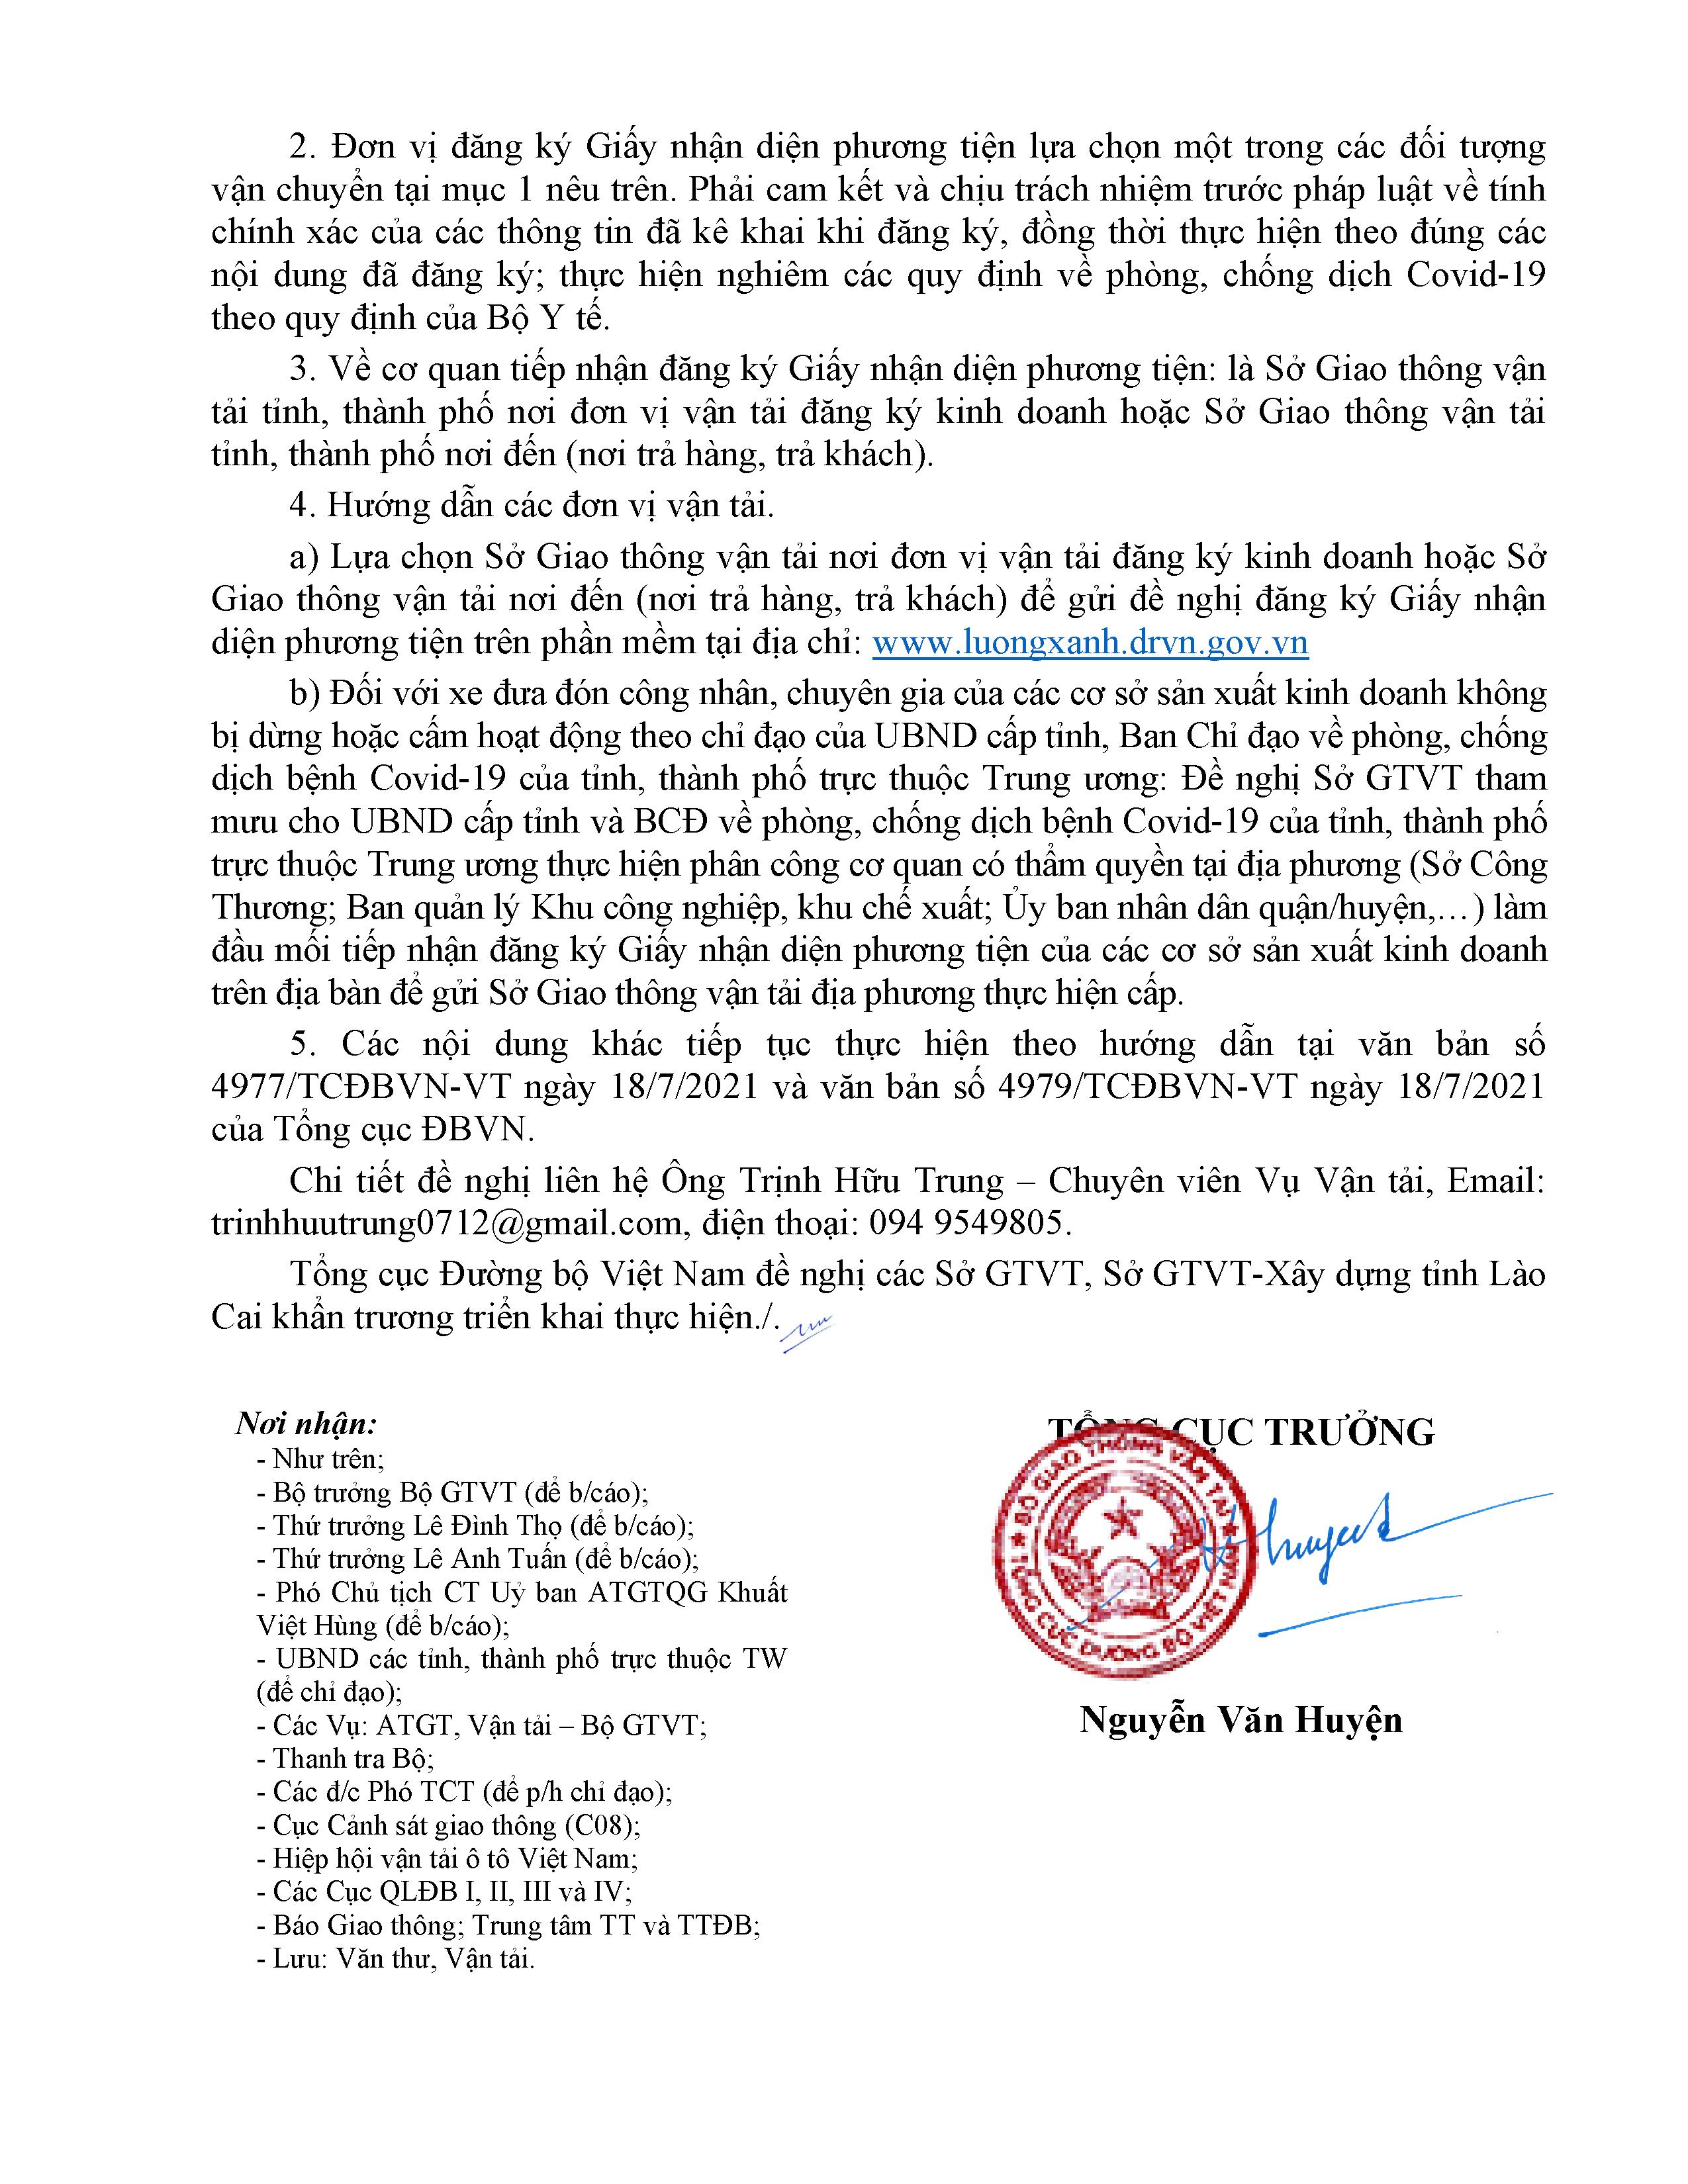 2. Đơn vị đăng ký Giấy nhận diện phương tiện lựa chọn một trong các đối tượng
vận chuyển tại mục 1 nêu trên. Phải cam kết và chịu trách nhiệm trước pháp luật về tính
chính xác của các thông tin đã kê khai khi đăng ký, đồng thời thực hiện theo đúng các
nội dung đã đăng ký; thực hiện nghiêm các quy định về phòng, chống dịch Covid-19
theo quy định của Bộ Y tế.
3. Về cơ quan tiếp nhận đăng ký Giấy nhận diện phương tiện: là Sở Giao thông vận
tải tỉnh, thành phố nơi đơn vị vận tải đăng ký kinh doanh hoặc Sở Giao thông vận tải
tỉnh, thành phố nơi đến (nơi trả hàng, trả khách).
4. Hướng dẫn các đơn vị vận tải.
a) Lựa chọn Sở Giao thông vận tải nơi đơn vị vận tải đăng ký kinh doanh hoặc Sở
Giao thông vận tải nơi đến (nơi trả hàng, trả khách) để gửi đề nghị đăng ký Giấy nhận
diện phương tiện trên phần mềm tại địa chỉ: www.luongxanh.drvn.gov.vn
b) Đối với xe đưa đón công nhân, chuyên gia của các cơ sở sản xuất kinh doanh không
bị dừng hoặc cấm hoạt động theo chỉ đạo của UBND cấp tỉnh, Ban Chỉ đạo về phòng, chống
dịch bệnh Covid-19 của tỉnh, thành phố trực thuộc Trung ương: Đề nghị Sở GTVT tham
mưu cho UBND cấp tỉnh và BCĐ về phòng, chống dịch bệnh Covid-19 của tỉnh, thành phố
trực thuộc Trung ương thực hiện phân công cơ quan có thẩm quyền tại địa phương (Sở Công
Thương; Ban quản lý Khu công nghiệp, khu chế xuất; Ủy ban nhân dân quận/huyện,…) làm
đầu mối tiếp nhận đăng ký Giấy nhận diện phương tiện của các cơ sở sản xuất kinh doanh
trên địa bàn để gửi Sở Giao thông vận tải địa phương thực hiện cấp.
5. Các nội dung khác tiếp tục thực hiện theo hướng dẫn tại văn bản số
4977/TCĐBVN-VT ngày 18/7/2021 và văn bản số 4979/TCĐBVN-VT ngày 18/7/2021
của Tổng cục ĐBVN.
Chi tiết đề nghị liên hệ Ông Trịnh Hữu Trung – Chuyên viên Vụ Vận tải, Email:
trinhhuutrung0712@gmail.com, điện thoại: 094 9549805.
Tổng cục Đường bộ Việt Nam đề nghị các Sở GTVT, Sở GTVT-Xây dựng tỉnh Lào
Cai khẩn trương triển khai thực hiện./.
Nơi nhận:
- Như trên;
- Bộ trưởng Bộ GTVT (để b/cáo);
- Thứ trưởng Lê Đình Thọ (để b/cáo);
- Thứ trưởng Lê Anh Tuấn (để b/cáo);
- Phó Chủ tịch CT Uỷ ban ATGTQG Khuất
Việt Hùng (để b/cáo);
- UBND các tỉnh, thành phố trực thuộc TW
(để chỉ đạo);
- Các Vụ: ATGT, Vận tải – Bộ GTVT;
- Thanh tra Bộ;
- Các đ/c Phó TCT (để p/h chỉ đạo);
- Cục Cảnh sát giao thông (C08);
- Hiệp hội vận tải ô tô Việt Nam;
- Các Cục QLĐB I, II, III và IV;
- Báo Giao thông; Trung tâm TT và TTĐB;
- Lưu: Văn thư, Vận tải.
TỔNG CỤC TRƯỞNG
BỘ GIAO THÔNG VẬN TẢI
TỔNG CỤC ĐƯỜNG BỘ VIỆT NAM
Nguyễn Văn Huyện